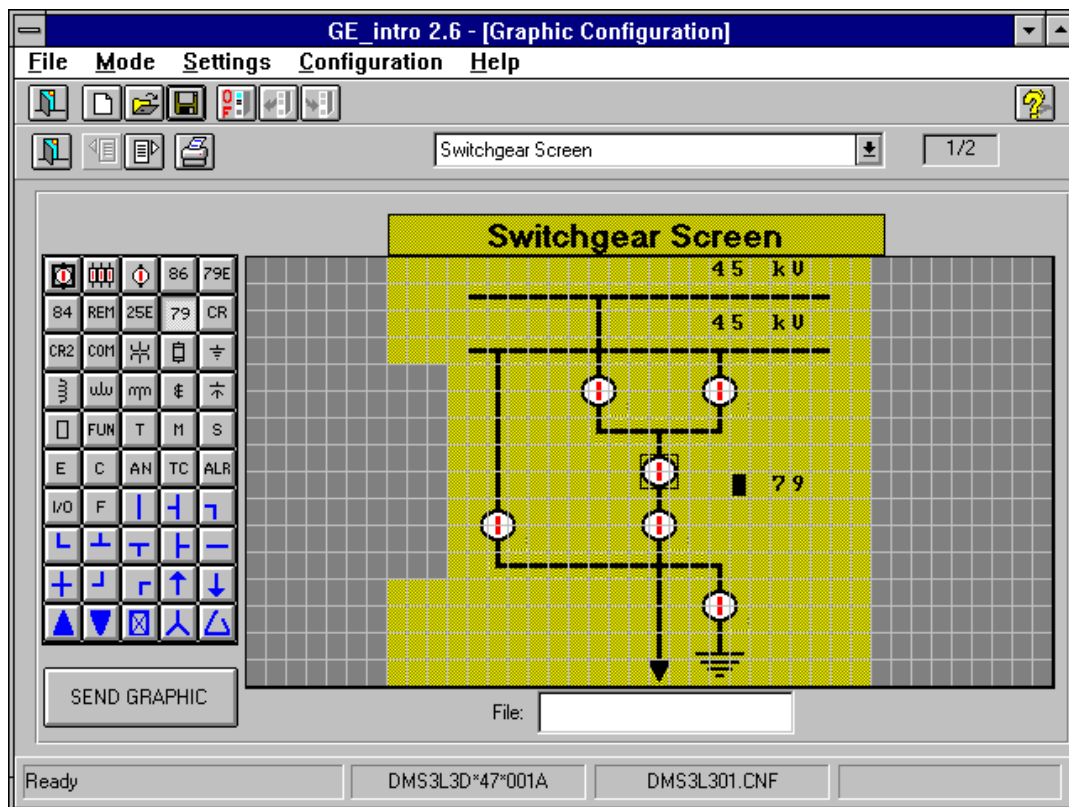 GE_intro 2.6 - [Graphic Configuration]
File Mode Settings Configuration Help
Switchgear Screen 1/2
Switchgear Screen
86 79E
84 REM 25E 79 CR
CR2 COM
FUN T M S
E C AN TC ALR
I/O F
45 kV
45 kV
79
SEND GRAPHIC
File:
Ready DMS3L3D*47*001A DMS3L301.CNF